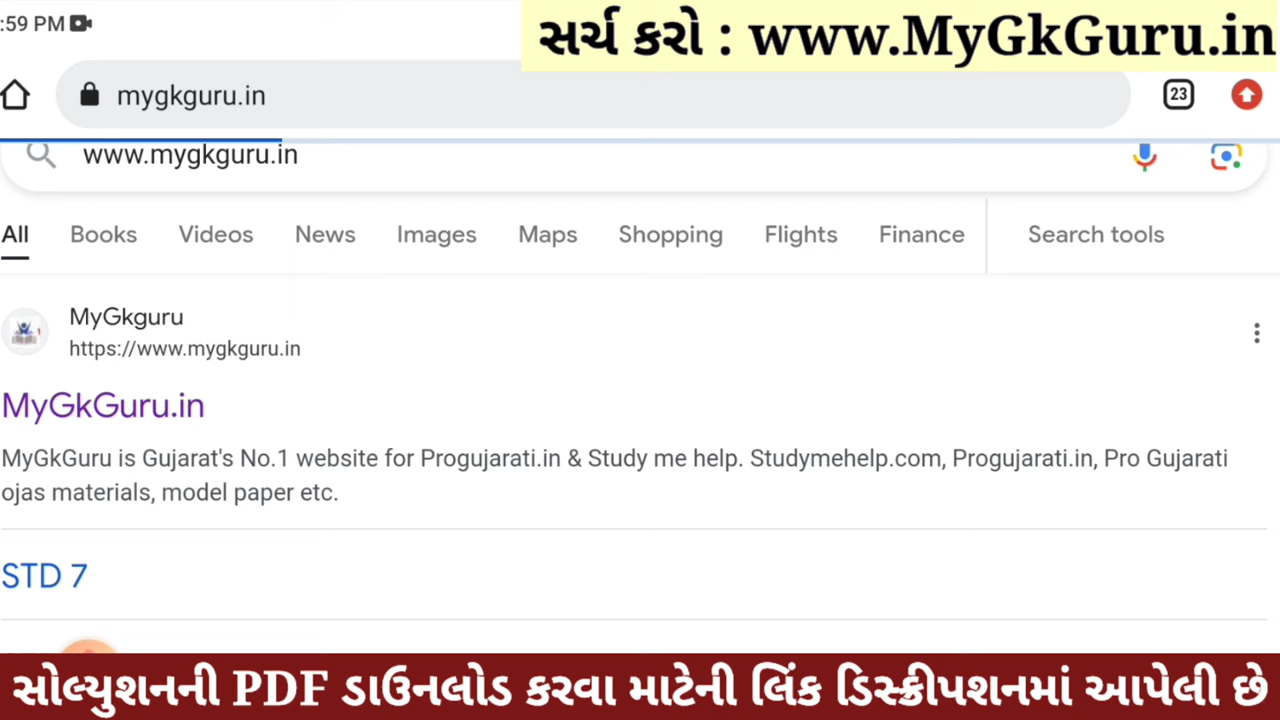 :59 PM
સર્ચ કરો : www.MyGkGuru.in
mygkguru.in
23
www.mygkguru.in
All Books Videos News Images Maps Shopping Flights Finance Search tools
MyGkguru
https://www.mygkguru.in
MyGkGuru.in
MyGkGuru is Gujarat's No.1 website for Progujarati.in & Study me help. Studymehelp.com, Progujarati.in, Pro Gujarati
ojas materials, model paper etc.
STD 7
સોલ્યુશનની PDF ડાઉનલોડ કરવા માટેની લિંક ડિસ્ક્રીપશનમાં આપેલી છે